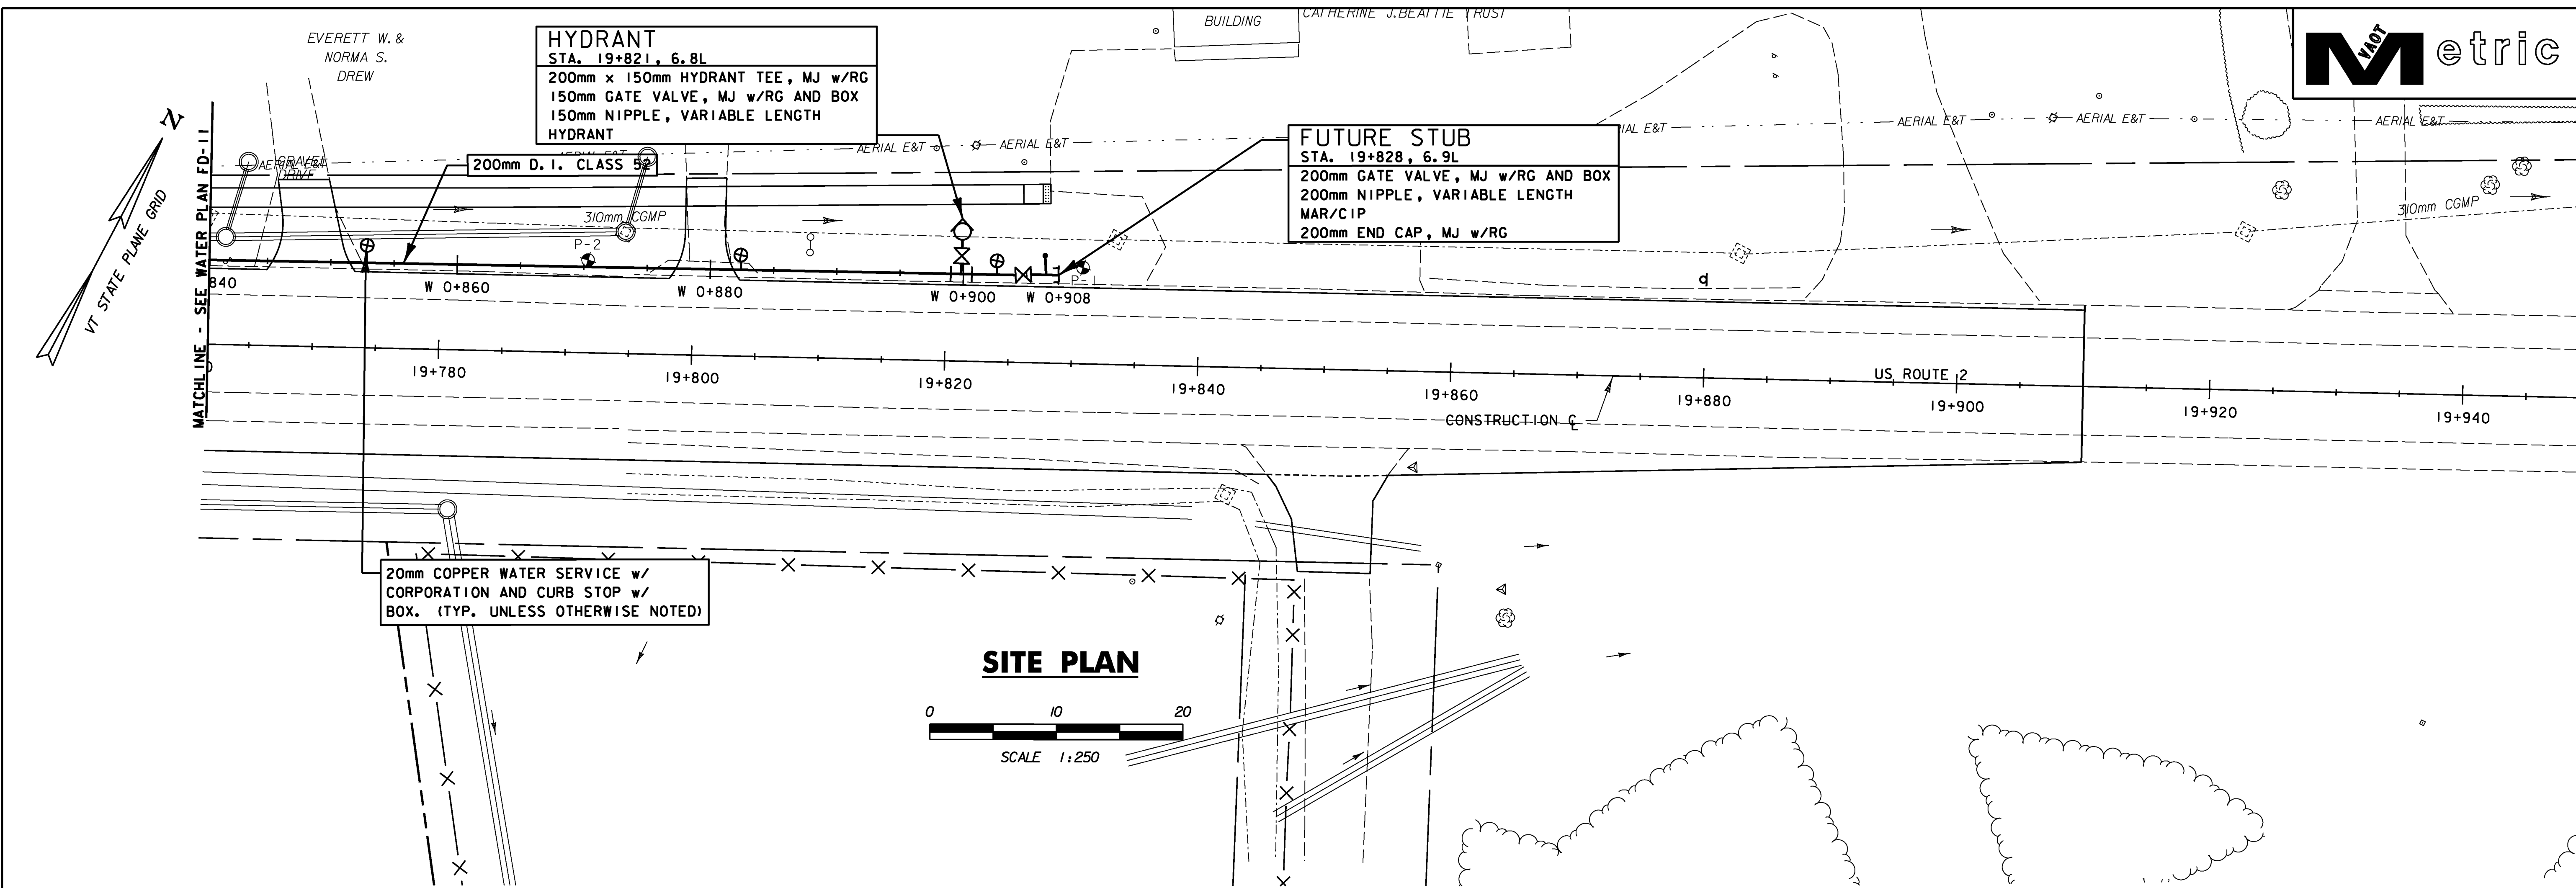 EVERETT W. &
NORMA S.
DREW
HYDRANT
STA. 19+821, 6.8L
200mm x 150mm HYDRANT TEE, MJ w/RG
150mm GATE VALVE, MJ w/RG AND BOX
150mm NIPPLE, VARIABLE LENGTH
HYDRANT
BUILDING
CATHERINE J.BEATTIE TRUST
VAOT
Metric
N
VT STATE PLANE GRID
MATCHLINE - SEE WATER PLAN FD-11
AERIAL E&T
GRAVEL
DRIVE
200mm D.I. CLASS 52
AERIAL E&T
AERIAL E&T
AERIAL E&T
AERIAL E&T
AERIAL E&T
AERIAL E&T
FUTURE STUB
STA. 19+828, 6.9L
200mm GATE VALVE, MJ w/RG AND BOX
200mm NIPPLE, VARIABLE LENGTH
MAR/CIP
200mm END CAP, MJ w/RG
310mm CGMP
310mm CGMP
P-2
P-1
d
840
W 0+860
W 0+880
W 0+900
W 0+908
19+780
19+800
19+820
19+840
19+860
19+880
19+900
19+920
19+940
US ROUTE 2
CONSTRUCTION ℄
20mm COPPER WATER SERVICE w/
CORPORATION AND CURB STOP w/
BOX. (TYP. UNLESS OTHERWISE NOTED)
SITE PLAN
0 10 20
SCALE 1:250